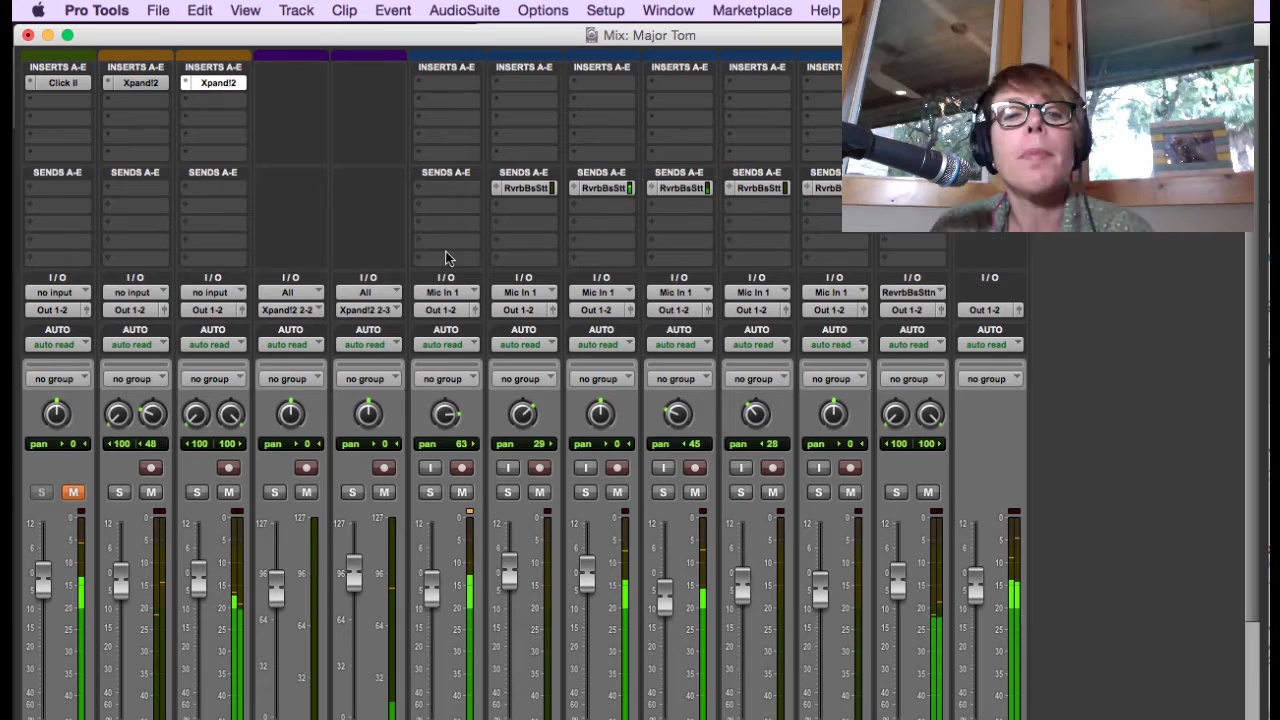 Pro Tools File Edit View Track Clip Event AudioSuite Options Setup Window Marketplace Help
Mix: Major Tom
INSERTS A-E INSERTS A-E INSERTS A-E INSERTS A-E INSERTS A-E INSERTS A-E INSERTS A-E INSERTS A-E
Click II Xpand!2 Xpand!2
SENDS A-E SENDS A-E SENDS A-E SENDS A-E SENDS A-E SENDS A-E SENDS A-E SENDS A-E
RvrbBsStt RvrbBsStt RvrbBsStt RvrbBsStt
I / O I / O I / O I / O I / O I / O I / O I / O I / O I / O I / O I / O I / O
no input no input no input All All Mic In 1 Mic In 1 Mic In 1 Mic In 1 Mic In 1 Mic In 1 RevrbBsSttn
Out 1-2 Out 1-2 Out 1-2 Xpand!2 2-2 Xpand!2 2-3 Out 1-2 Out 1-2 Out 1-2 Out 1-2 Out 1-2 Out 1-2 Out 1-2 Out 1-2
AUTO AUTO AUTO AUTO AUTO AUTO AUTO AUTO AUTO AUTO AUTO AUTO AUTO
auto read auto read auto read auto read auto read auto read auto read auto read auto read auto read auto read auto read auto read
no group no group no group no group no group no group no group no group no group no group no group no group no group
pan 0 100 48 100 100 pan 0 pan 0 pan 63 pan 29 pan 0 pan 45 pan 28 pan 0 100 100
I I I I I I
S M S M S M S M S M S M S M S M S M S M S M S M